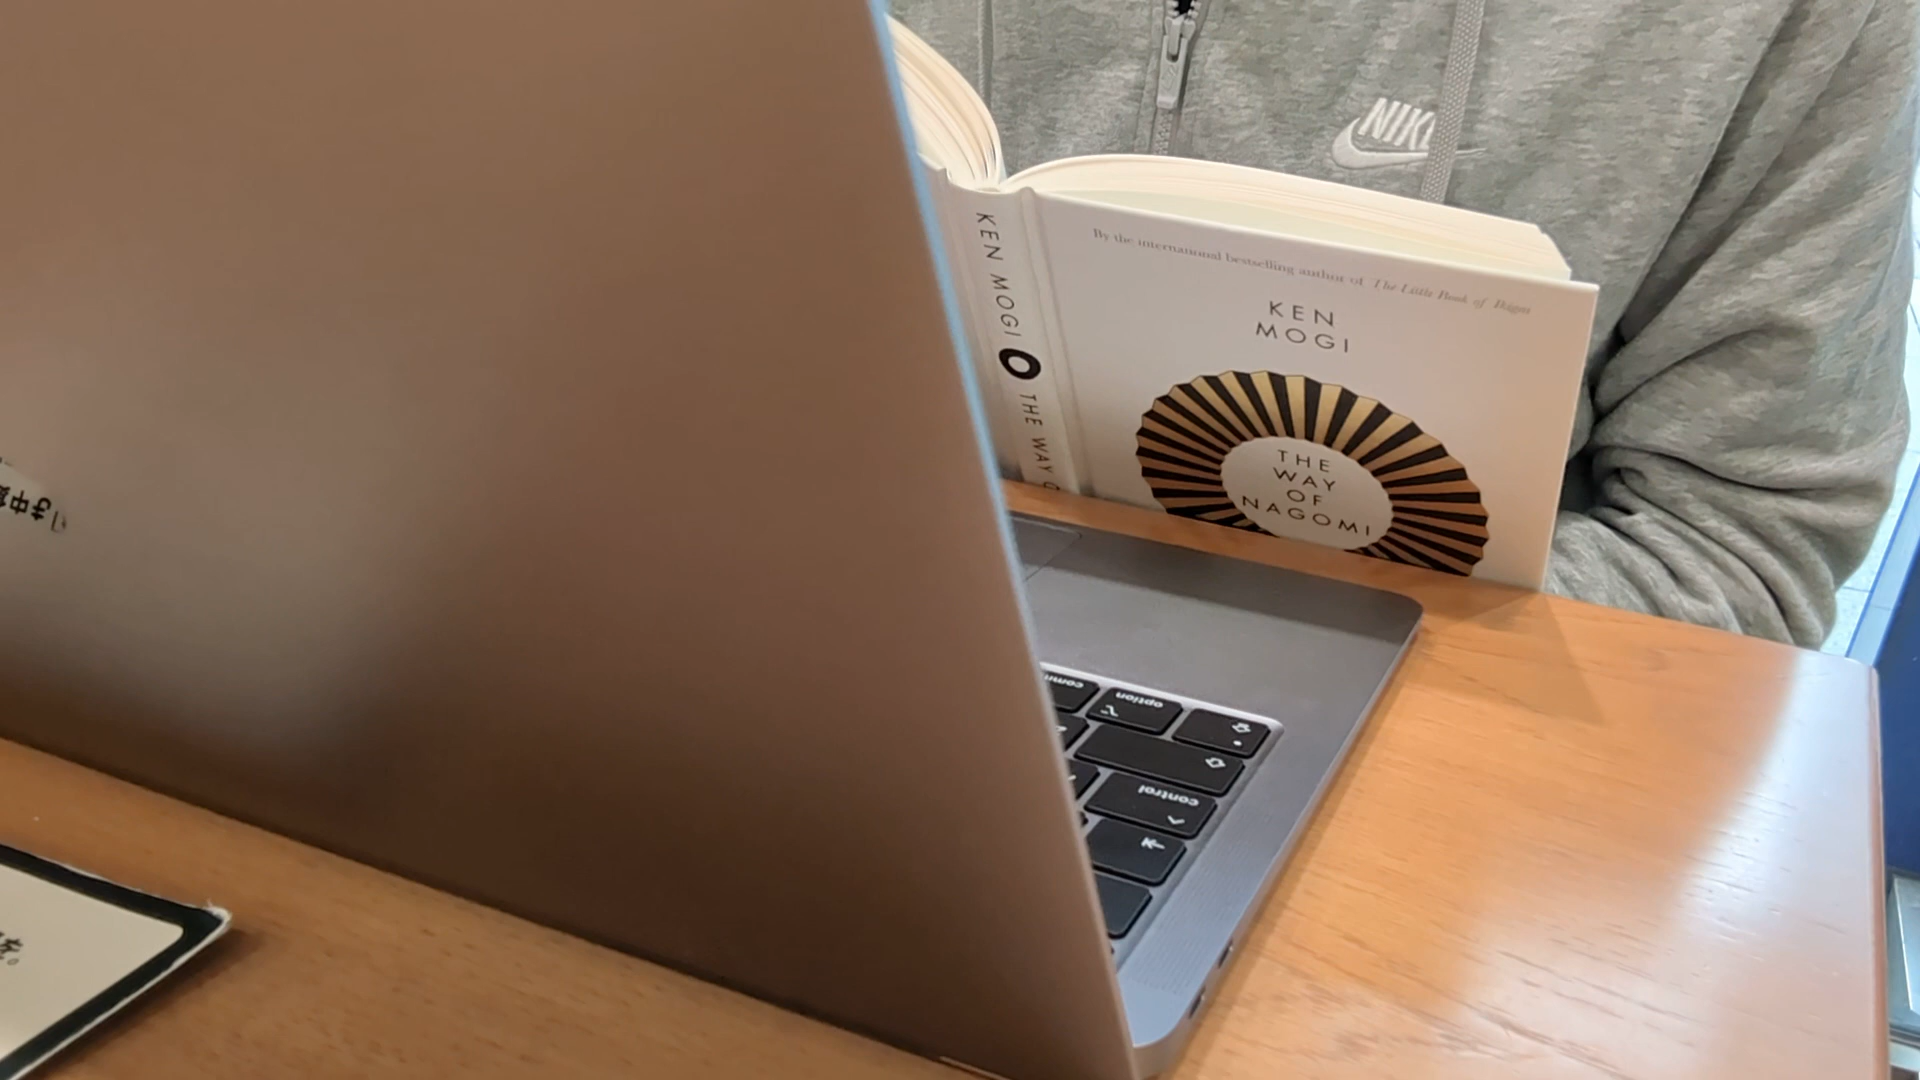 NIKE
By the international bestselling author of The Little Book of Ikigai
KEN
MOGI
THE
WAY
OF
NAGOMI
KEN MOGI
THE WAY O
option
control